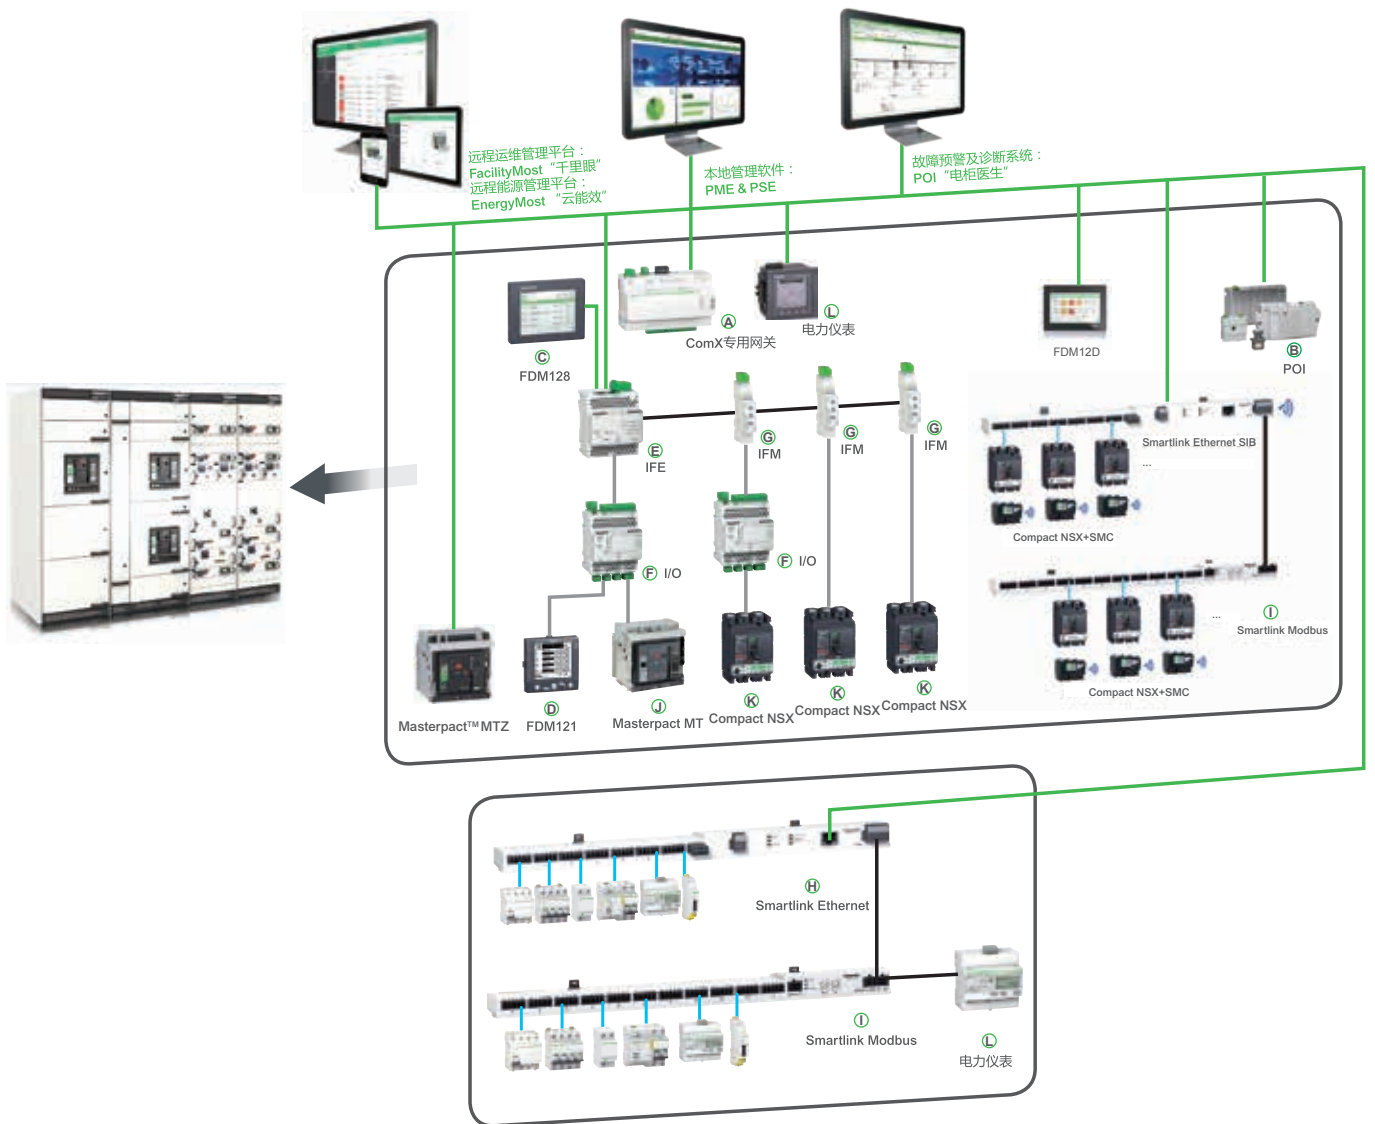 远程运维管理平台：
FacilityMost “千里眼”
远程能源管理平台：
EnergyMost “云能效”
本地管理软件：
PME & PSE
故障预警及诊断系统：
POI “电柜医生”
C
FDM128
A
ComX专用网关
L
电力仪表
FDM12D
B
POI
E
IFE
G
IFM
G
IFM
G
IFM
Smartlink Ethernet SIB
...
Compact NSX+SMC
F I/O
F I/O
I
Smartlink Modbus
...
Compact NSX+SMC
Masterpact™ MTZ
D
FDM121
J
Masterpact MT
K
Compact NSX
K
Compact NSX
K
Compact NSX
H
Smartlink Ethernet
I
Smartlink Modbus
L
电力仪表